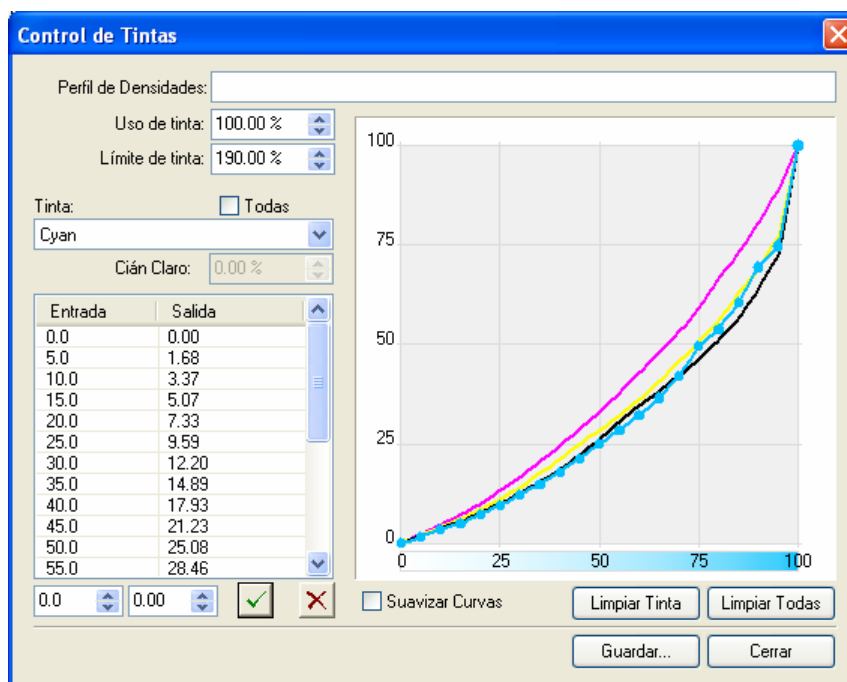 Control de Tintas
Perfil de Densidades:
Uso de tinta: 100.00 %
Límite de tinta: 190.00 %
Tinta: Todas
Cyan
Cián Claro: 0.00 %
Entrada Salida
0.0 0.00
5.0 1.68
10.0 3.37
15.0 5.07
20.0 7.33
25.0 9.59
30.0 12.20
35.0 14.89
40.0 17.93
45.0 21.23
50.0 25.08
55.0 28.46
0.0 0.00
100
75
50
25
0
0 25 50 75 100
Suavizar Curvas Limpiar Tinta Limpiar Todas
Guardar... Cerrar